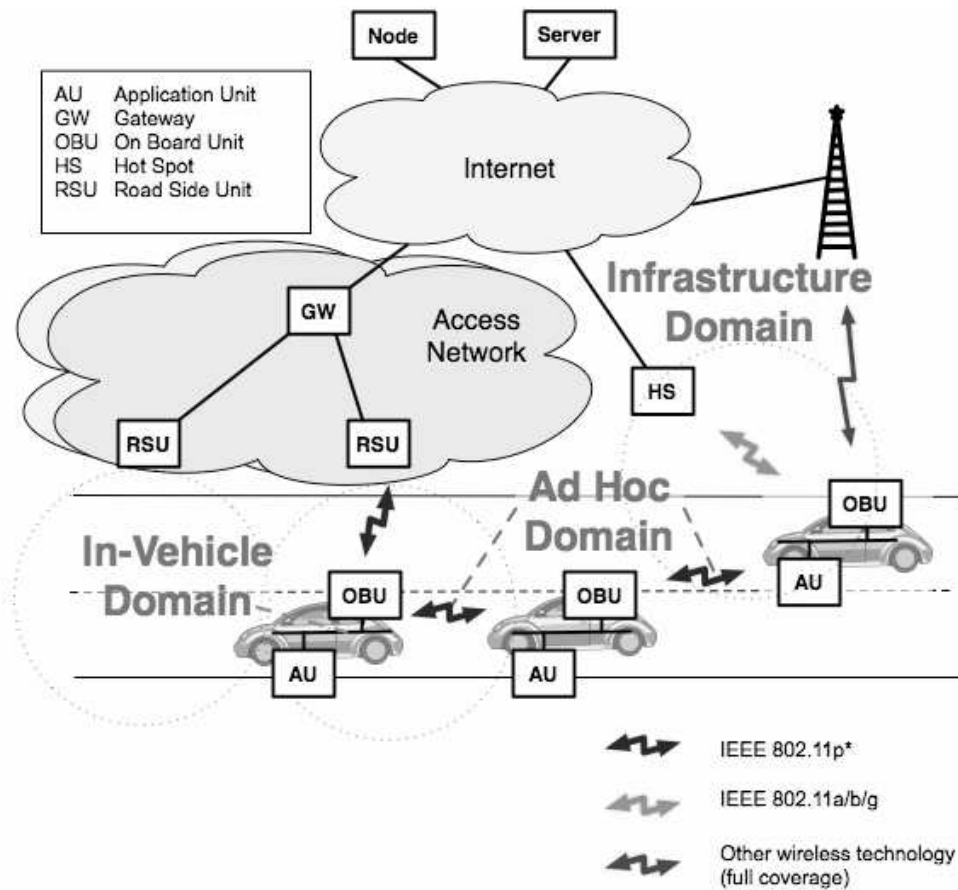 Node
Server
AU Application Unit
GW Gateway
OBU On Board Unit
HS Hot Spot
RSU Road Side Unit
Internet
Infrastructure
Domain
GW
Access
Network
HS
RSU
RSU
Ad Hoc
Domain
OBU
In-Vehicle
Domain
OBU
OBU
AU
AU
AU
IEEE 802.11p*
IEEE 802.11a/b/g
Other wireless technology
(full coverage)